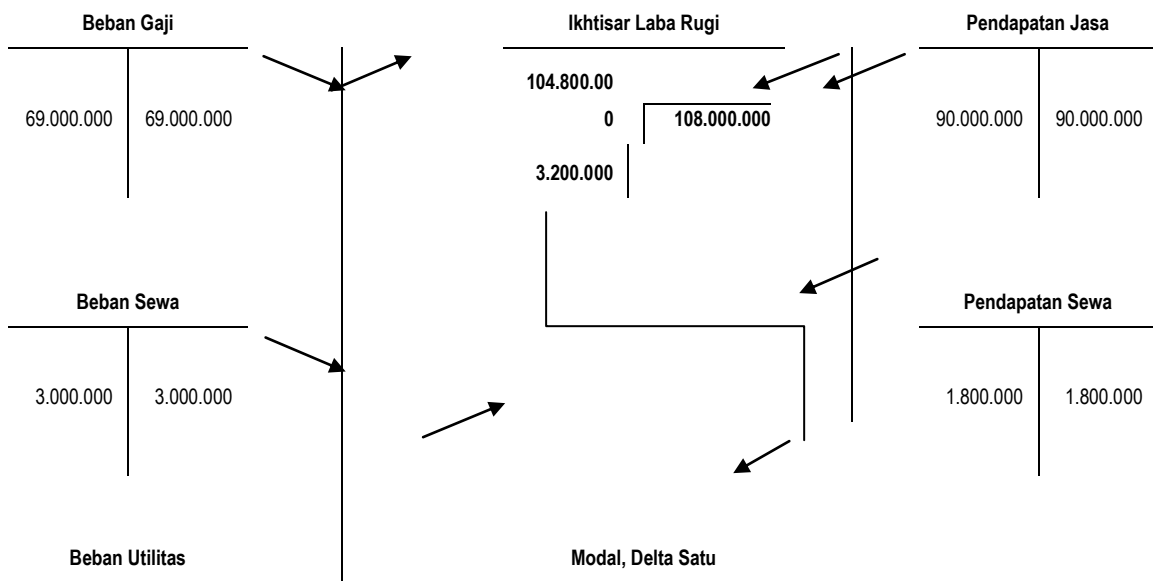 Beban Gaji
Ikhtisar Laba Rugi
Pendapatan Jasa
104.800.00
69.000.000 69.000.000
0 108.000.000
90.000.000 90.000.000
3.200.000
Beban Sewa
Pendapatan Sewa
3.000.000 3.000.000
1.800.000 1.800.000
Beban Utilitas
Modal, Delta Satu